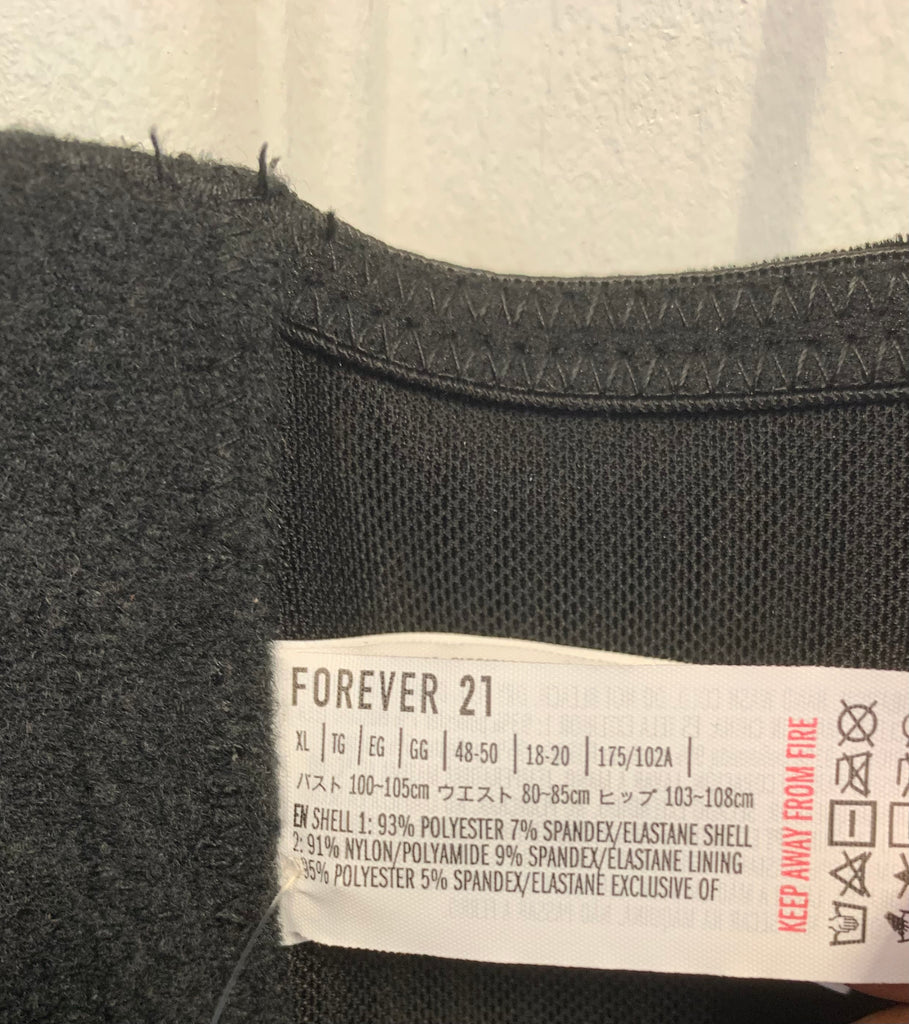 FOREVER 21
XL | TG | EG | GG | 48-50 | 18-20 | 175/102A |
バスト 100~105cm ウエスト 80~85cm ヒップ 103~108cm
EN SHELL 1: 93% POLYESTER 7% SPANDEX/ELASTANE SHELL
2: 91% NYLON/POLYAMIDE 9% SPANDEX/ELASTANE LINING
95% POLYESTER 5% SPANDEX/ELASTANE EXCLUSIVE OF
KEEP AWAY FROM FIRE